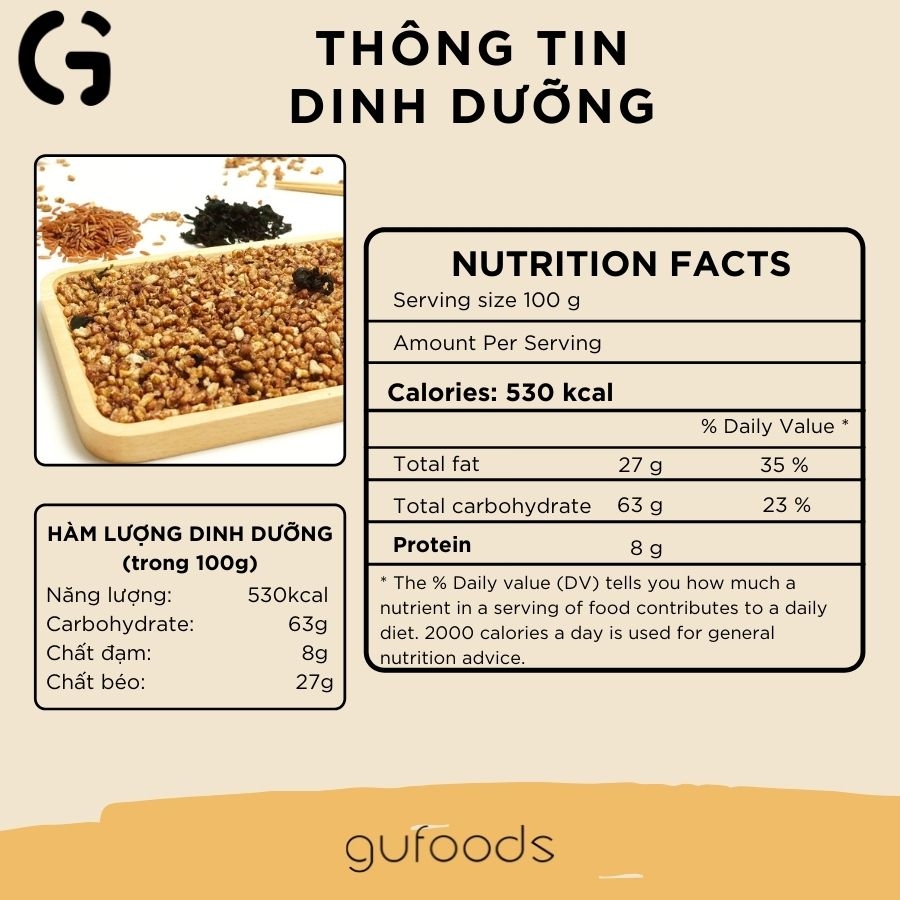 G
THÔNG TIN
DINH DƯỠNG
NUTRITION FACTS
Serving size 100 g
Amount Per Serving
Calories: 530 kcal
% Daily Value *
Total fat 27 g 35 %
Total carbohydrate 63 g 23 %
Protein 8 g
* The % Daily value (DV) tells you how much a
nutrient in a serving of food contributes to a daily
diet. 2000 calories a day is used for general
nutrition advice.
HÀM LƯỢNG DINH DƯỠNG
(trong 100g)
Năng lượng: 530kcal
Carbohydrate: 63g
Chất đạm: 8g
Chất béo: 27g
gufoods